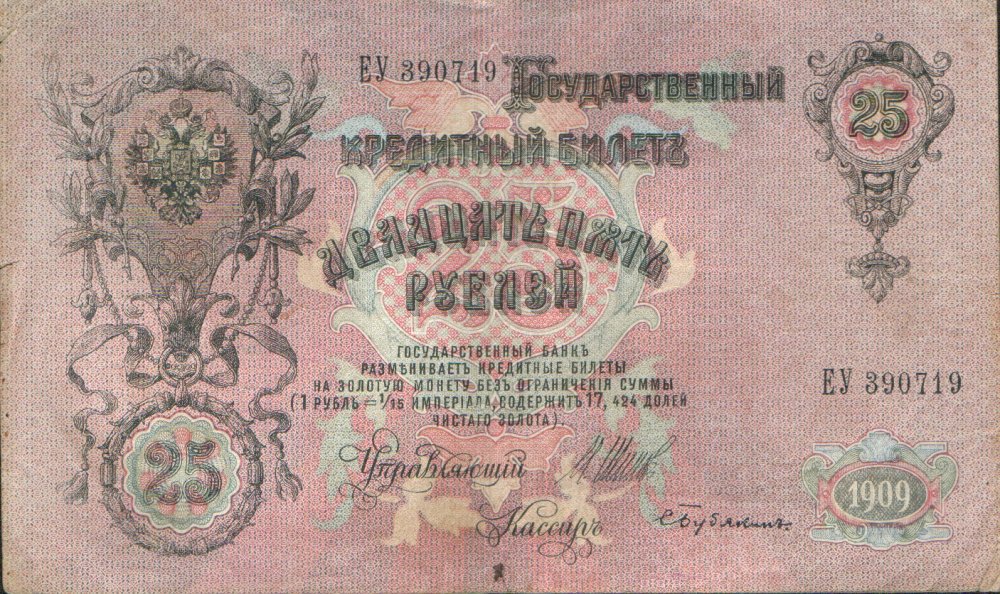 ЕУ 390719
Государственный
25
Кредитный Билетъ
Двадцать пять
рублей
Государственный Банкъ
размѣниваетъ кредитные билеты
на золотую монету безъ ограниченія суммы
(1 рубль = 1/15 имперіала, содержитъ 17, 424 долей
чистаго золота).
ЕУ 390719
25
Управляющій
Кассиръ
1909